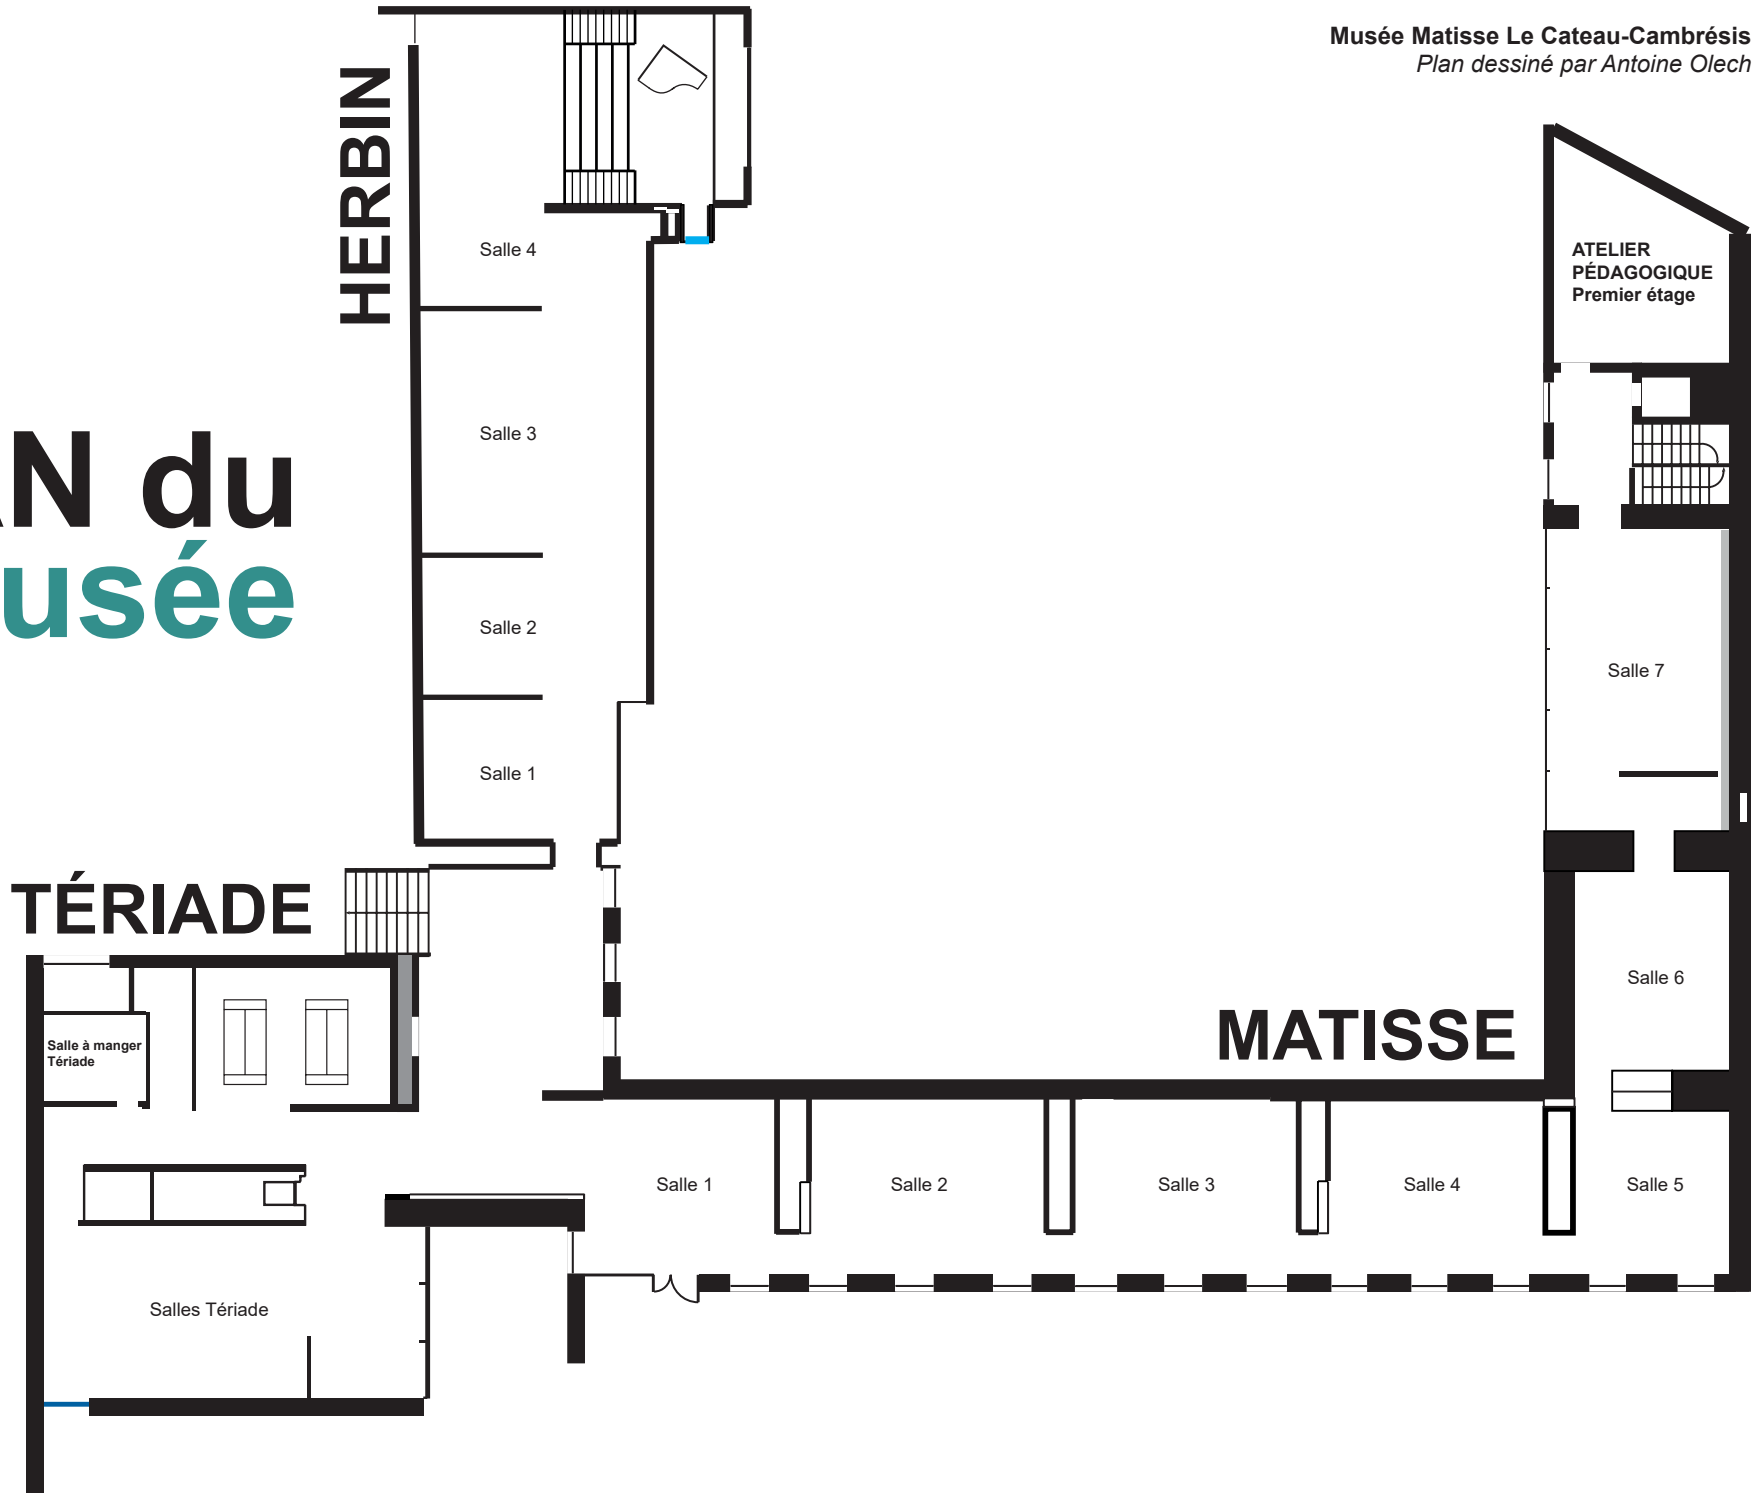 Musée Matisse Le Cateau-Cambrésis
Plan dessiné par Antoine Olech
HERBIN
Salle 4
ATELIER
PÉDAGOGIQUE
Premier étage
Salle 3
AN du
usée
Salle 2
Salle 7
Salle 1
TÉRIADE
Salle 6
MATISSE
Salle à manger
Tériade
Salle 1
Salle 2
Salle 3
Salle 4
Salle 5
Salles Tériade